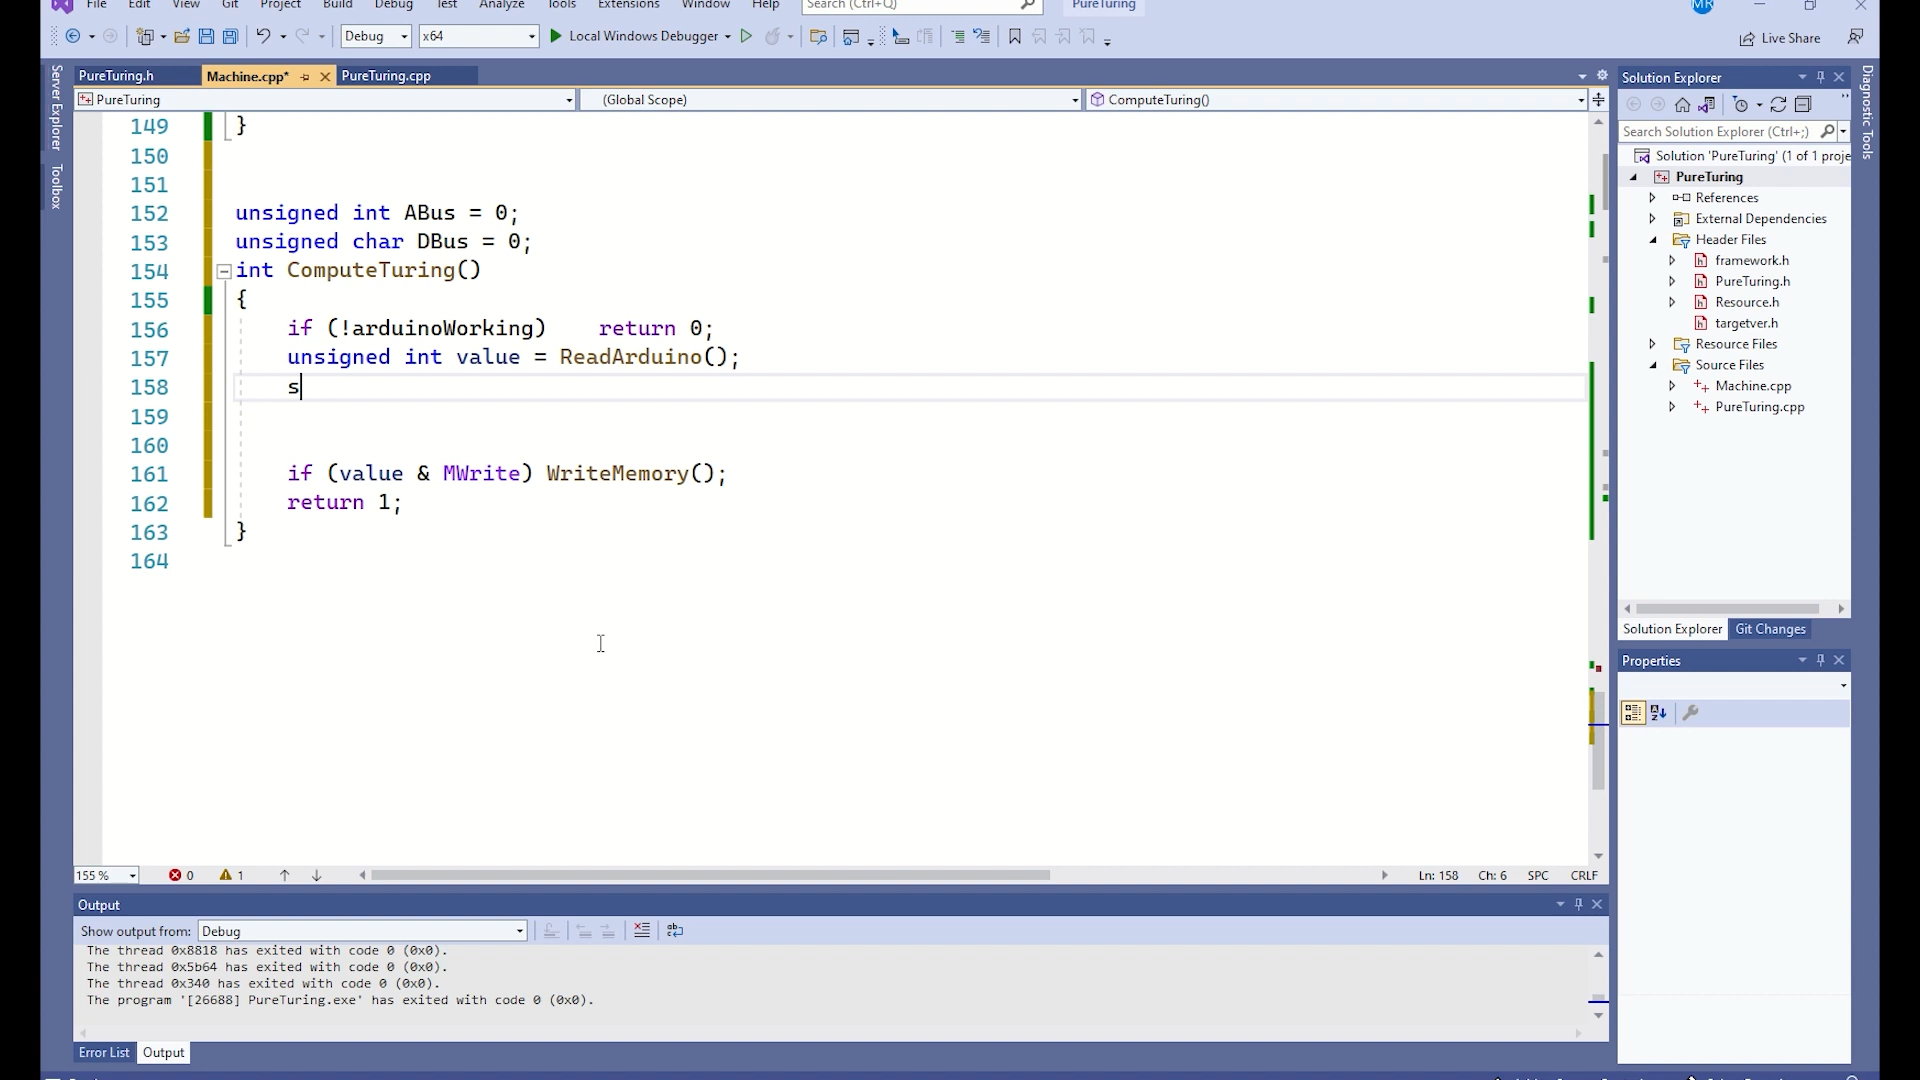 File Edit View Git Project Build Debug Test Analyze Tools Extensions Window Help Search (Ctrl+Q) PureTuring MR
Debug x64 Local Windows Debugger Live Share
Server Explorer
Toolbox
PureTuring.h Machine.cpp* PureTuring.cpp
PureTuring (Global Scope) ComputeTuring()
149 }
150
151
152 unsigned int ABus = 0;
153 unsigned char DBus = 0;
154 int ComputeTuring()
155 {
156 if (!arduinoWorking) return 0;
157 unsigned int value = ReadArduino();
158 s
159
160
161 if (value & MWrite) WriteMemory();
162 return 1;
163 }
164
155 % 0 1 Ln: 158 Ch: 6 SPC CRLF
Output
Show output from: Debug
The thread 0x8818 has exited with code 0 (0x0).
The thread 0x5b64 has exited with code 0 (0x0).
The thread 0x340 has exited with code 0 (0x0).
The program '[26688] PureTuring.exe' has exited with code 0 (0x0).
Error List Output
Solution Explorer
Search Solution Explorer (Ctrl+;)
Solution 'PureTuring' (1 of 1 proje
PureTuring
References
External Dependencies
Header Files
framework.h
PureTuring.h
Resource.h
targetver.h
Resource Files
Source Files
Machine.cpp
PureTuring.cpp
Solution Explorer Git Changes
Properties
Diagnostic Tools